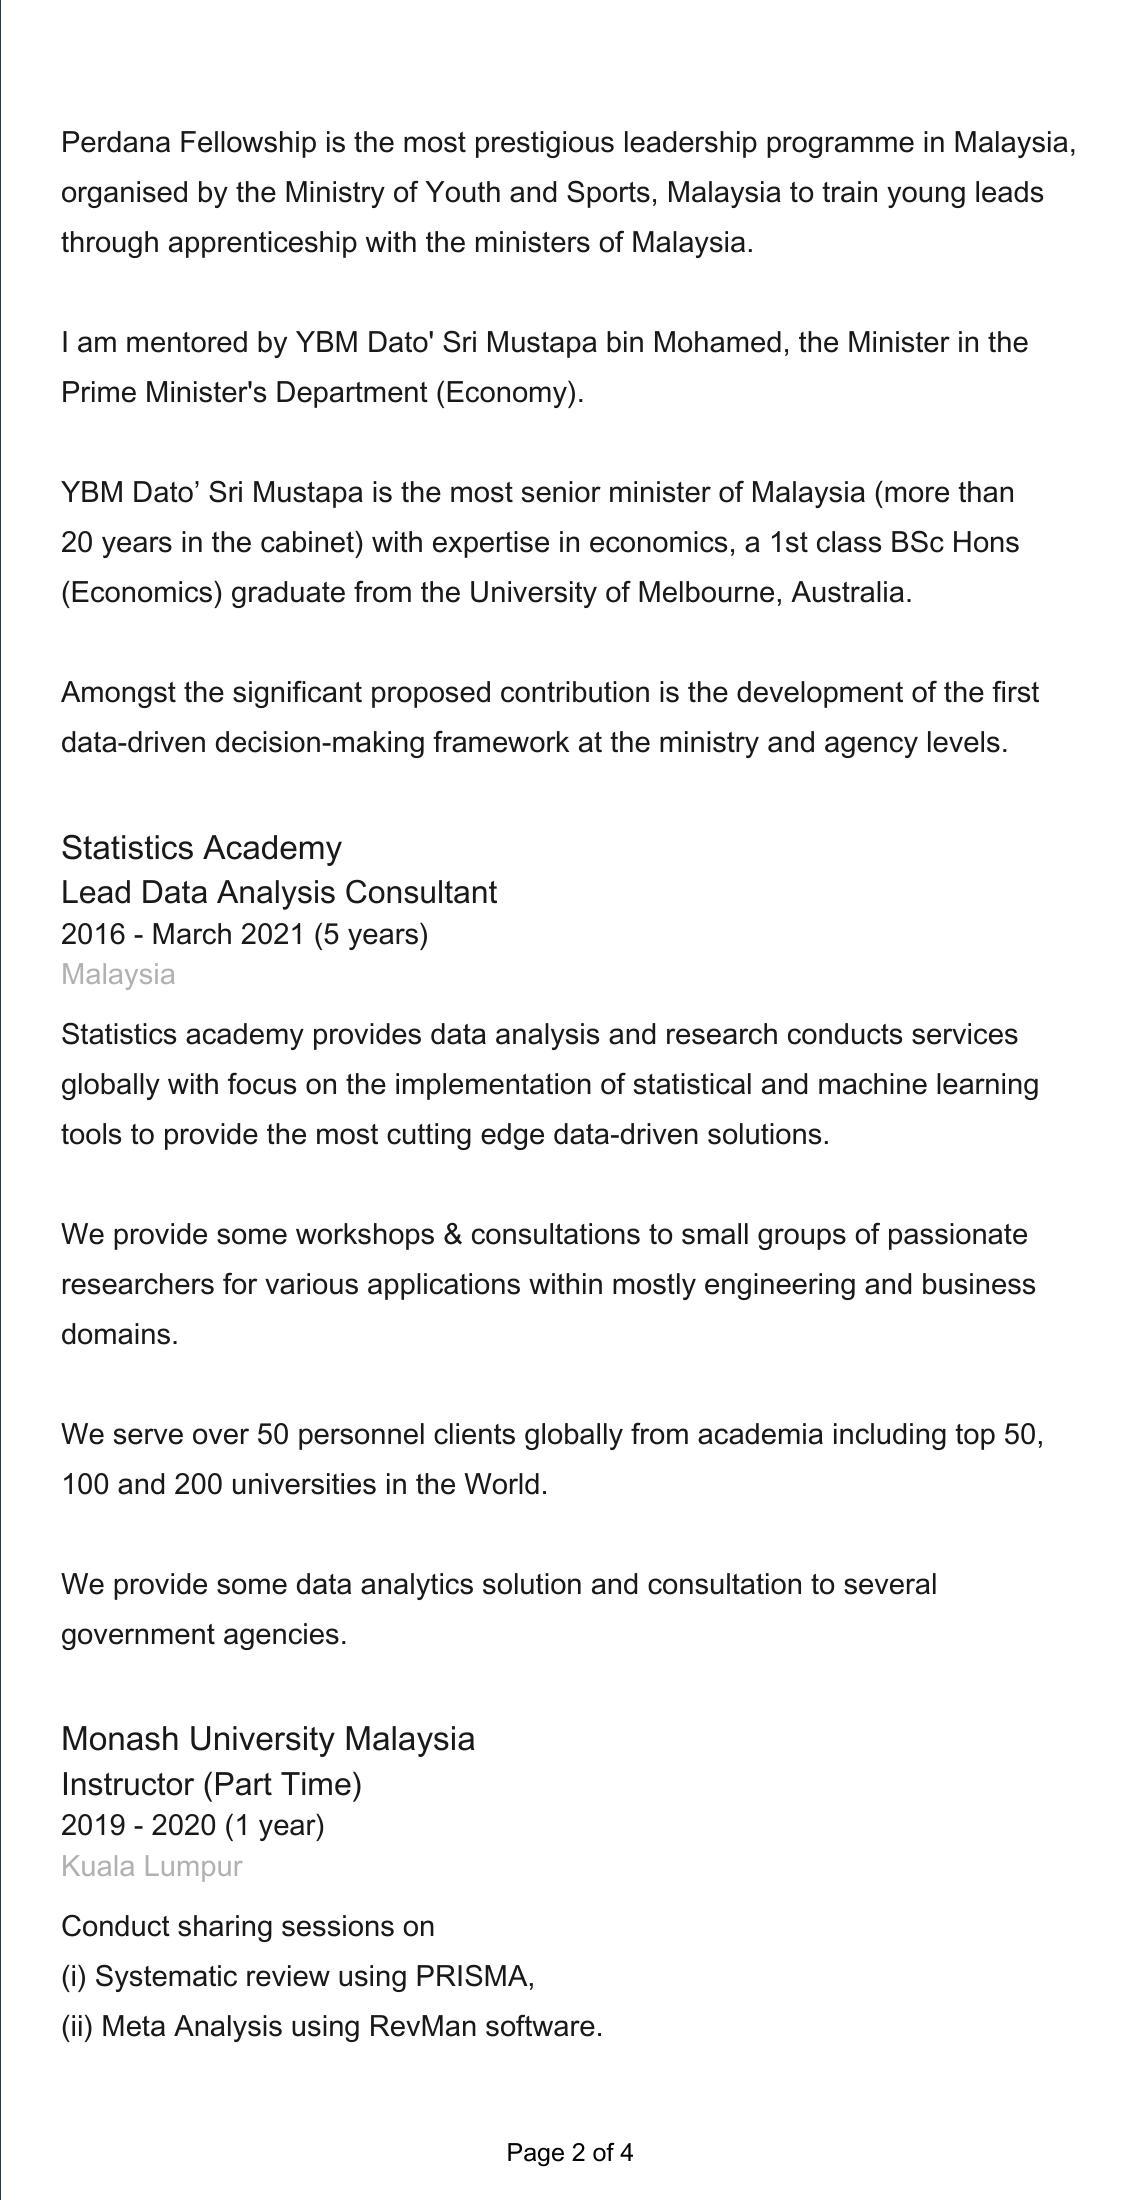 Perdana Fellowship is the most prestigious leadership programme in Malaysia,
organised by the Ministry of Youth and Sports, Malaysia to train young leads
through apprenticeship with the ministers of Malaysia.
I am mentored by YBM Dato' Sri Mustapa bin Mohamed, the Minister in the
Prime Minister's Department (Economy).
YBM Dato’ Sri Mustapa is the most senior minister of Malaysia (more than
20 years in the cabinet) with expertise in economics, a 1st class BSc Hons
(Economics) graduate from the University of Melbourne, Australia.
Amongst the significant proposed contribution is the development of the first
data-driven decision-making framework at the ministry and agency levels.
Statistics Academy
Lead Data Analysis Consultant
2016 - March 2021 (5 years)
Malaysia
Statistics academy provides data analysis and research conducts services
globally with focus on the implementation of statistical and machine learning
tools to provide the most cutting edge data-driven solutions.
We provide some workshops & consultations to small groups of passionate
researchers for various applications within mostly engineering and business
domains.
We serve over 50 personnel clients globally from academia including top 50,
100 and 200 universities in the World.
We provide some data analytics solution and consultation to several
government agencies.
Monash University Malaysia
Instructor (Part Time)
2019 - 2020 (1 year)
Kuala Lumpur
Conduct sharing sessions on
(i) Systematic review using PRISMA,
(ii) Meta Analysis using RevMan software.
Page 2 of 4